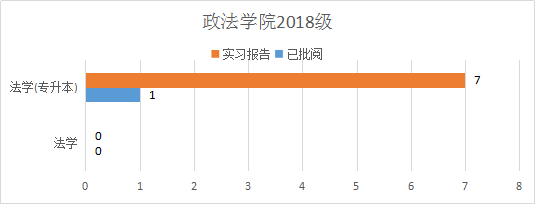 政法学院2018级
实习报告 已批阅
法学(专升本) 7
1
法学 0
0
0 1 2 3 4 5 6 7 8